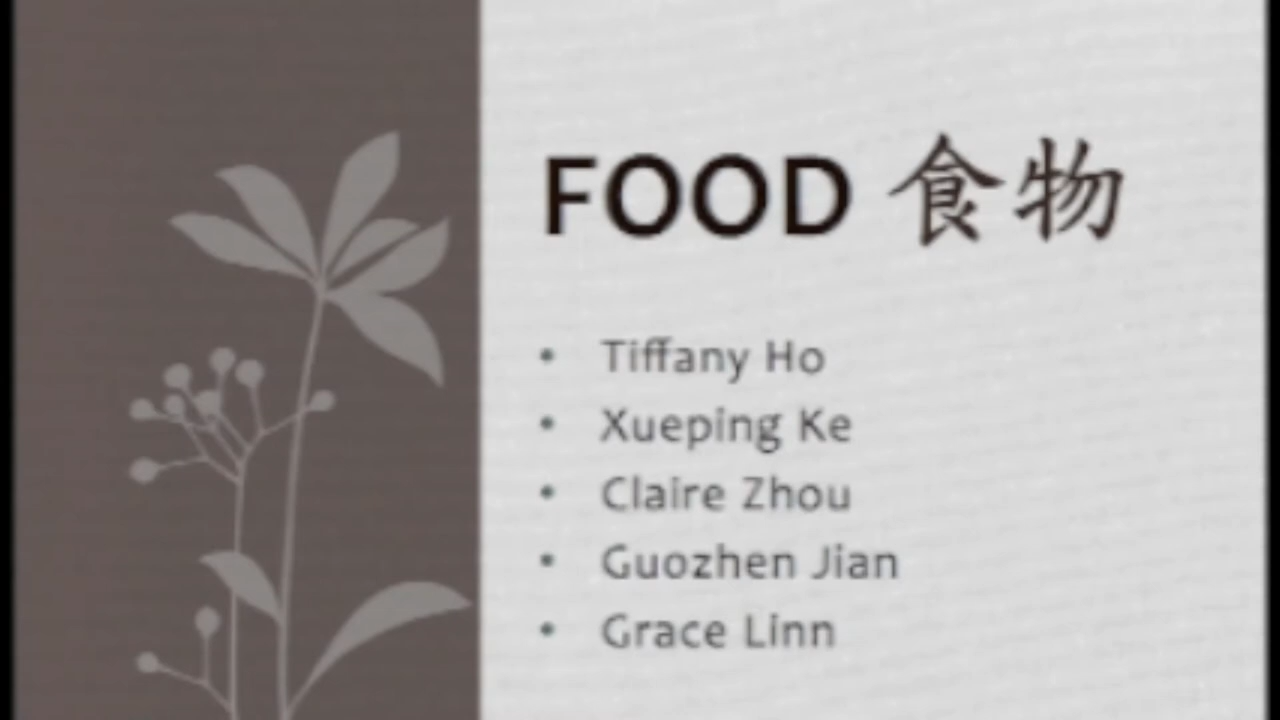 FOOD 食物
• Tiffany Ho
• Xueping Ke
• Claire Zhou
• Guozhen Jian
• Grace Linn